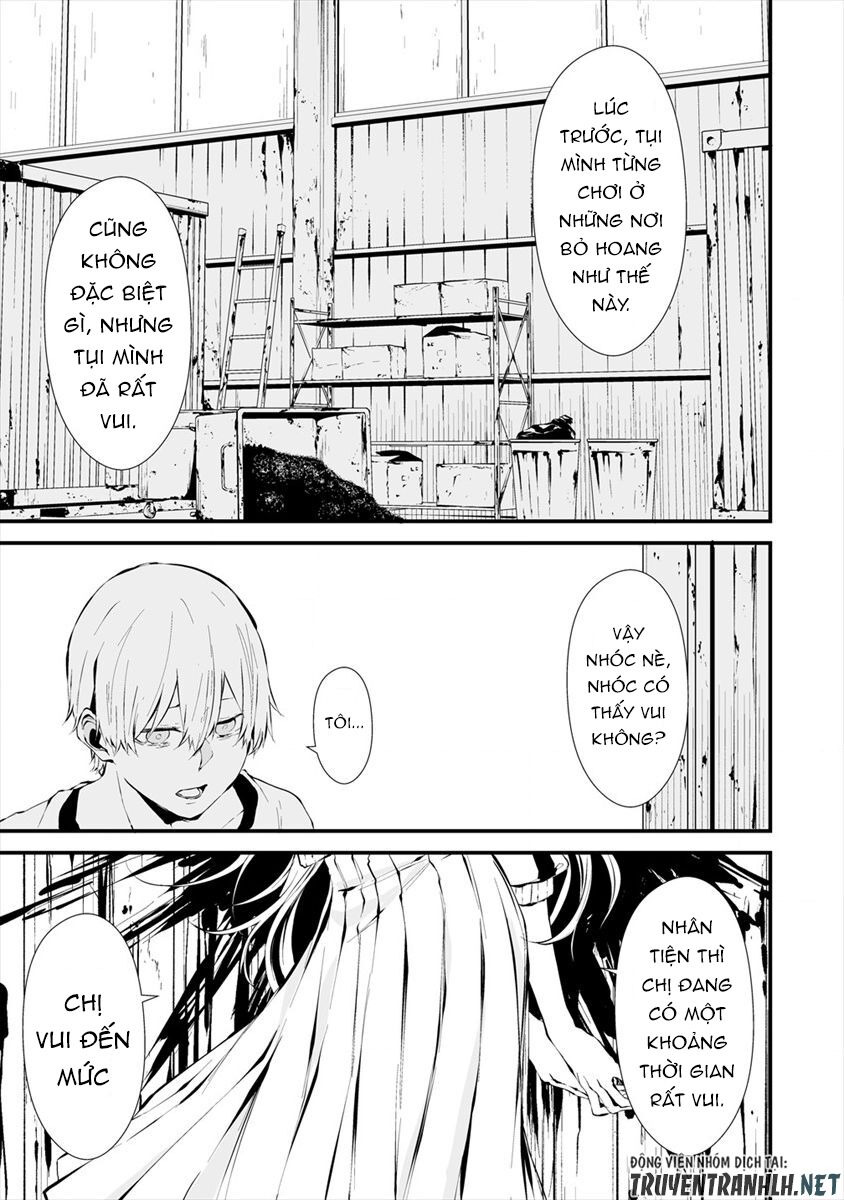 LÚC
TRƯỚC, TỤI
MÌNH TỪNG
CHƠI Ở
NHỮNG NƠI
BỎ HOANG
NHƯ THẾ
NÀY.
CŨNG
KHÔNG
ĐẶC BIỆT
GÌ, NHƯNG
TỤI MÌNH
ĐÃ RẤT
VUI.
VẬY
NHÓC NÈ,
NHÓC CÓ
THẤY VUI
KHÔNG?
TÔI...
NHÂN
TIỆN THÌ
CHỊ ĐANG
CÓ MỘT
KHOẢNG
THỜI GIAN
RẤT VUI.
CHỊ
VUI ĐẾN
MỨC
ĐỘNG VIÊN NHÓM DỊCH TẠI:
TRUYENTRANHLH.NET